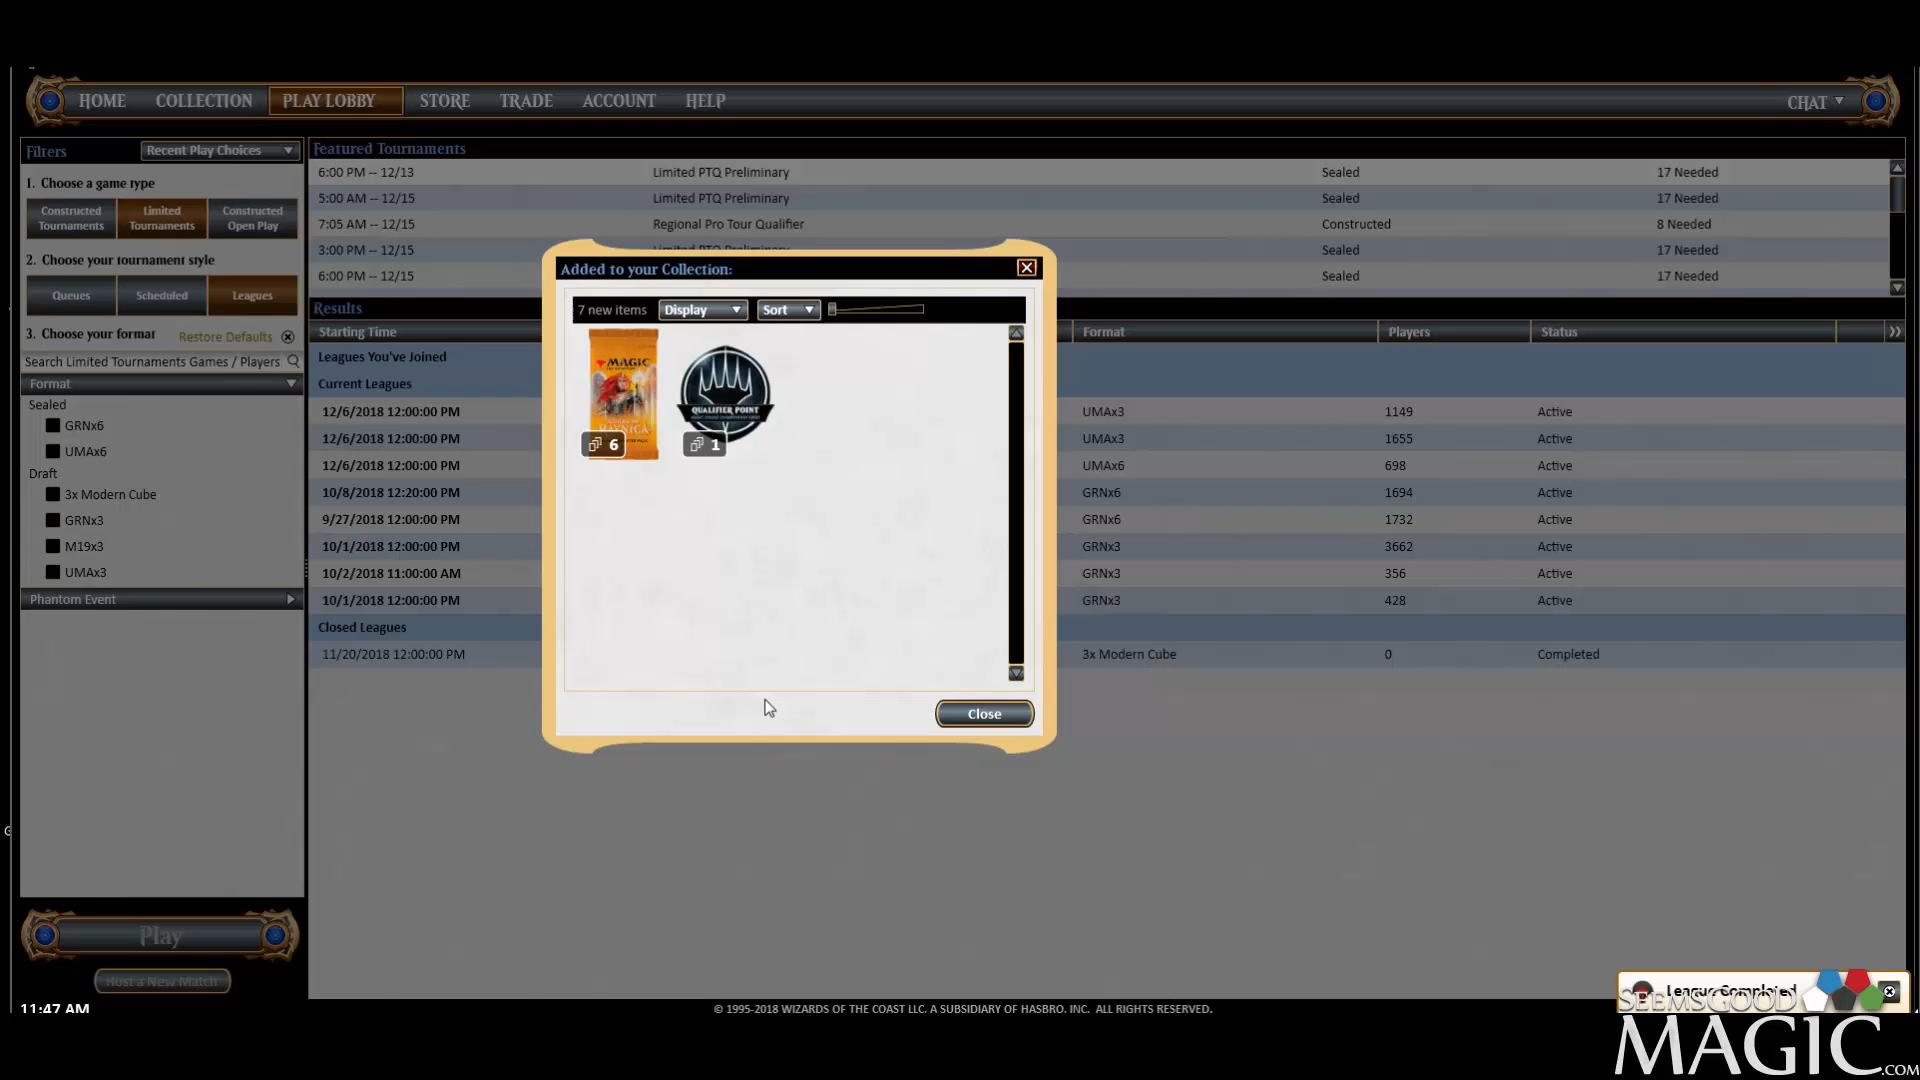 HOME COLLECTION PLAY LOBBY STORE TRADE ACCOUNT HELP CHAT
Filters Recent Play Choices
1. Choose a game type
Constructed Tournaments Limited Tournaments Constructed Open Play
2. Choose your tournament style
Queues Scheduled Leagues
3. Choose your format Restore Defaults
Search Limited Tournaments Games / Players
Format
Sealed
GRNx6
UMAx6
Draft
3x Modern Cube
GRNx3
M19x3
UMAx3
Phantom Event
Play
Host a New Match
11:47 AM
Featured Tournaments
6:00 PM -- 12/13 Limited PTQ Preliminary Sealed 17 Needed
5:00 AM -- 12/15 Limited PTQ Preliminary Sealed 17 Needed
7:05 AM -- 12/15 Regional Pro Tour Qualifier Constructed 8 Needed
3:00 PM -- 12/15 Limited PTQ Preliminary Sealed 17 Needed
6:00 PM -- 12/15 Sealed 17 Needed
Results
Starting Time Format Players Status
Leagues You've Joined
Current Leagues
12/6/2018 12:00:00 PM UMAx3 1149 Active
12/6/2018 12:00:00 PM UMAx3 1655 Active
12/6/2018 12:00:00 PM UMAx6 698 Active
10/8/2018 12:20:00 PM GRNx6 1694 Active
9/27/2018 12:00:00 PM GRNx6 1732 Active
10/1/2018 12:00:00 PM GRNx3 3662 Active
10/2/2018 11:00:00 AM GRNx3 356 Active
10/1/2018 12:00:00 PM GRNx3 428 Active
Closed Leagues
11/20/2018 12:00:00 PM 3x Modern Cube 0 Completed
Added to your Collection:
7 new items Display Sort
MAGIC
RAVNICA
6
QUALIFIER POINT
1
Close
© 1995-2018 WIZARDS OF THE COAST LLC. A SUBSIDIARY OF HASBRO. INC. ALL RIGHTS RESERVED.
League Completed
SEEMSGOOD
MAGIC.COM